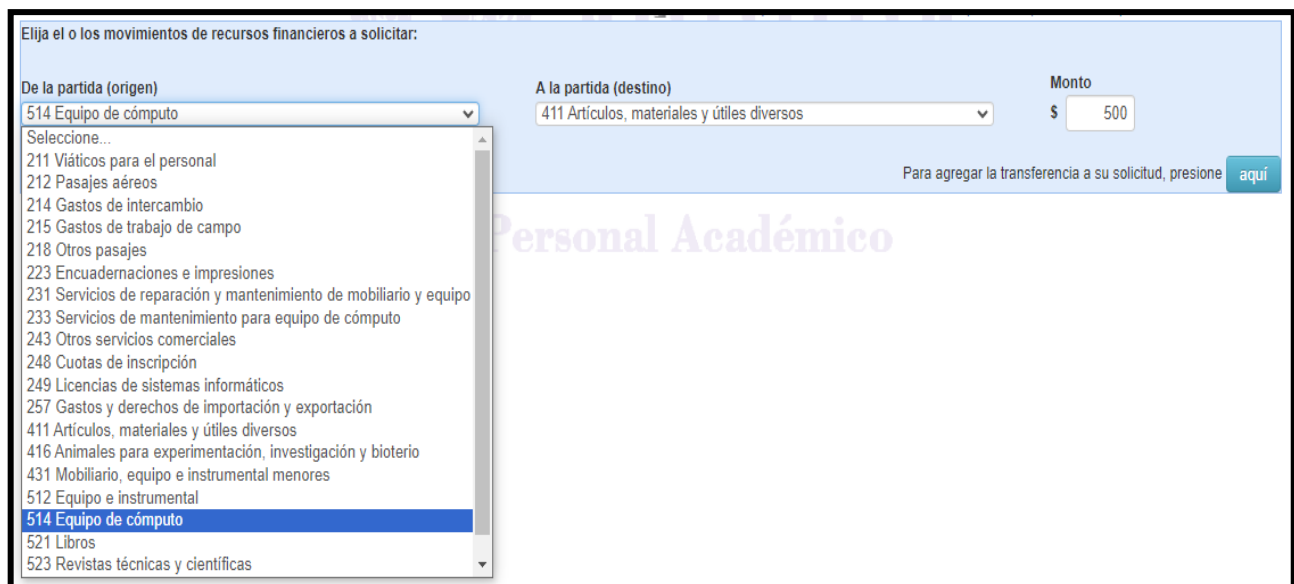 Elija el o los movimientos de recursos financieros a solicitar:
De la partida (origen)
A la partida (destino)
Monto
514 Equipo de cómputo
411 Artículos, materiales y útiles diversos
$ 500
Seleccione...
211 Viáticos para el personal
212 Pasajes aéreos
214 Gastos de intercambio
215 Gastos de trabajo de campo
218 Otros pasajes
223 Encuadernaciones e impresiones
231 Servicios de reparación y mantenimiento de mobiliario y equipo
233 Servicios de mantenimiento para equipo de cómputo
243 Otros servicios comerciales
248 Cuotas de inscripción
249 Licencias de sistemas informáticos
257 Gastos y derechos de importación y exportación
411 Artículos, materiales y útiles diversos
416 Animales para experimentación, investigación y bioterio
431 Mobiliario, equipo e instrumental menores
512 Equipo e instrumental
514 Equipo de cómputo
521 Libros
523 Revistas técnicas y científicas
Para agregar la transferencia a su solicitud, presione aquí
Personal Académico